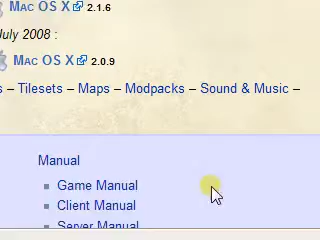 MAC OS X 2.1.6
July 2008 :
MAC OS X 2.0.9
s – Tilesets – Maps – Modpacks – Sound & Music –
Manual
Game Manual
Client Manual
Server Manual